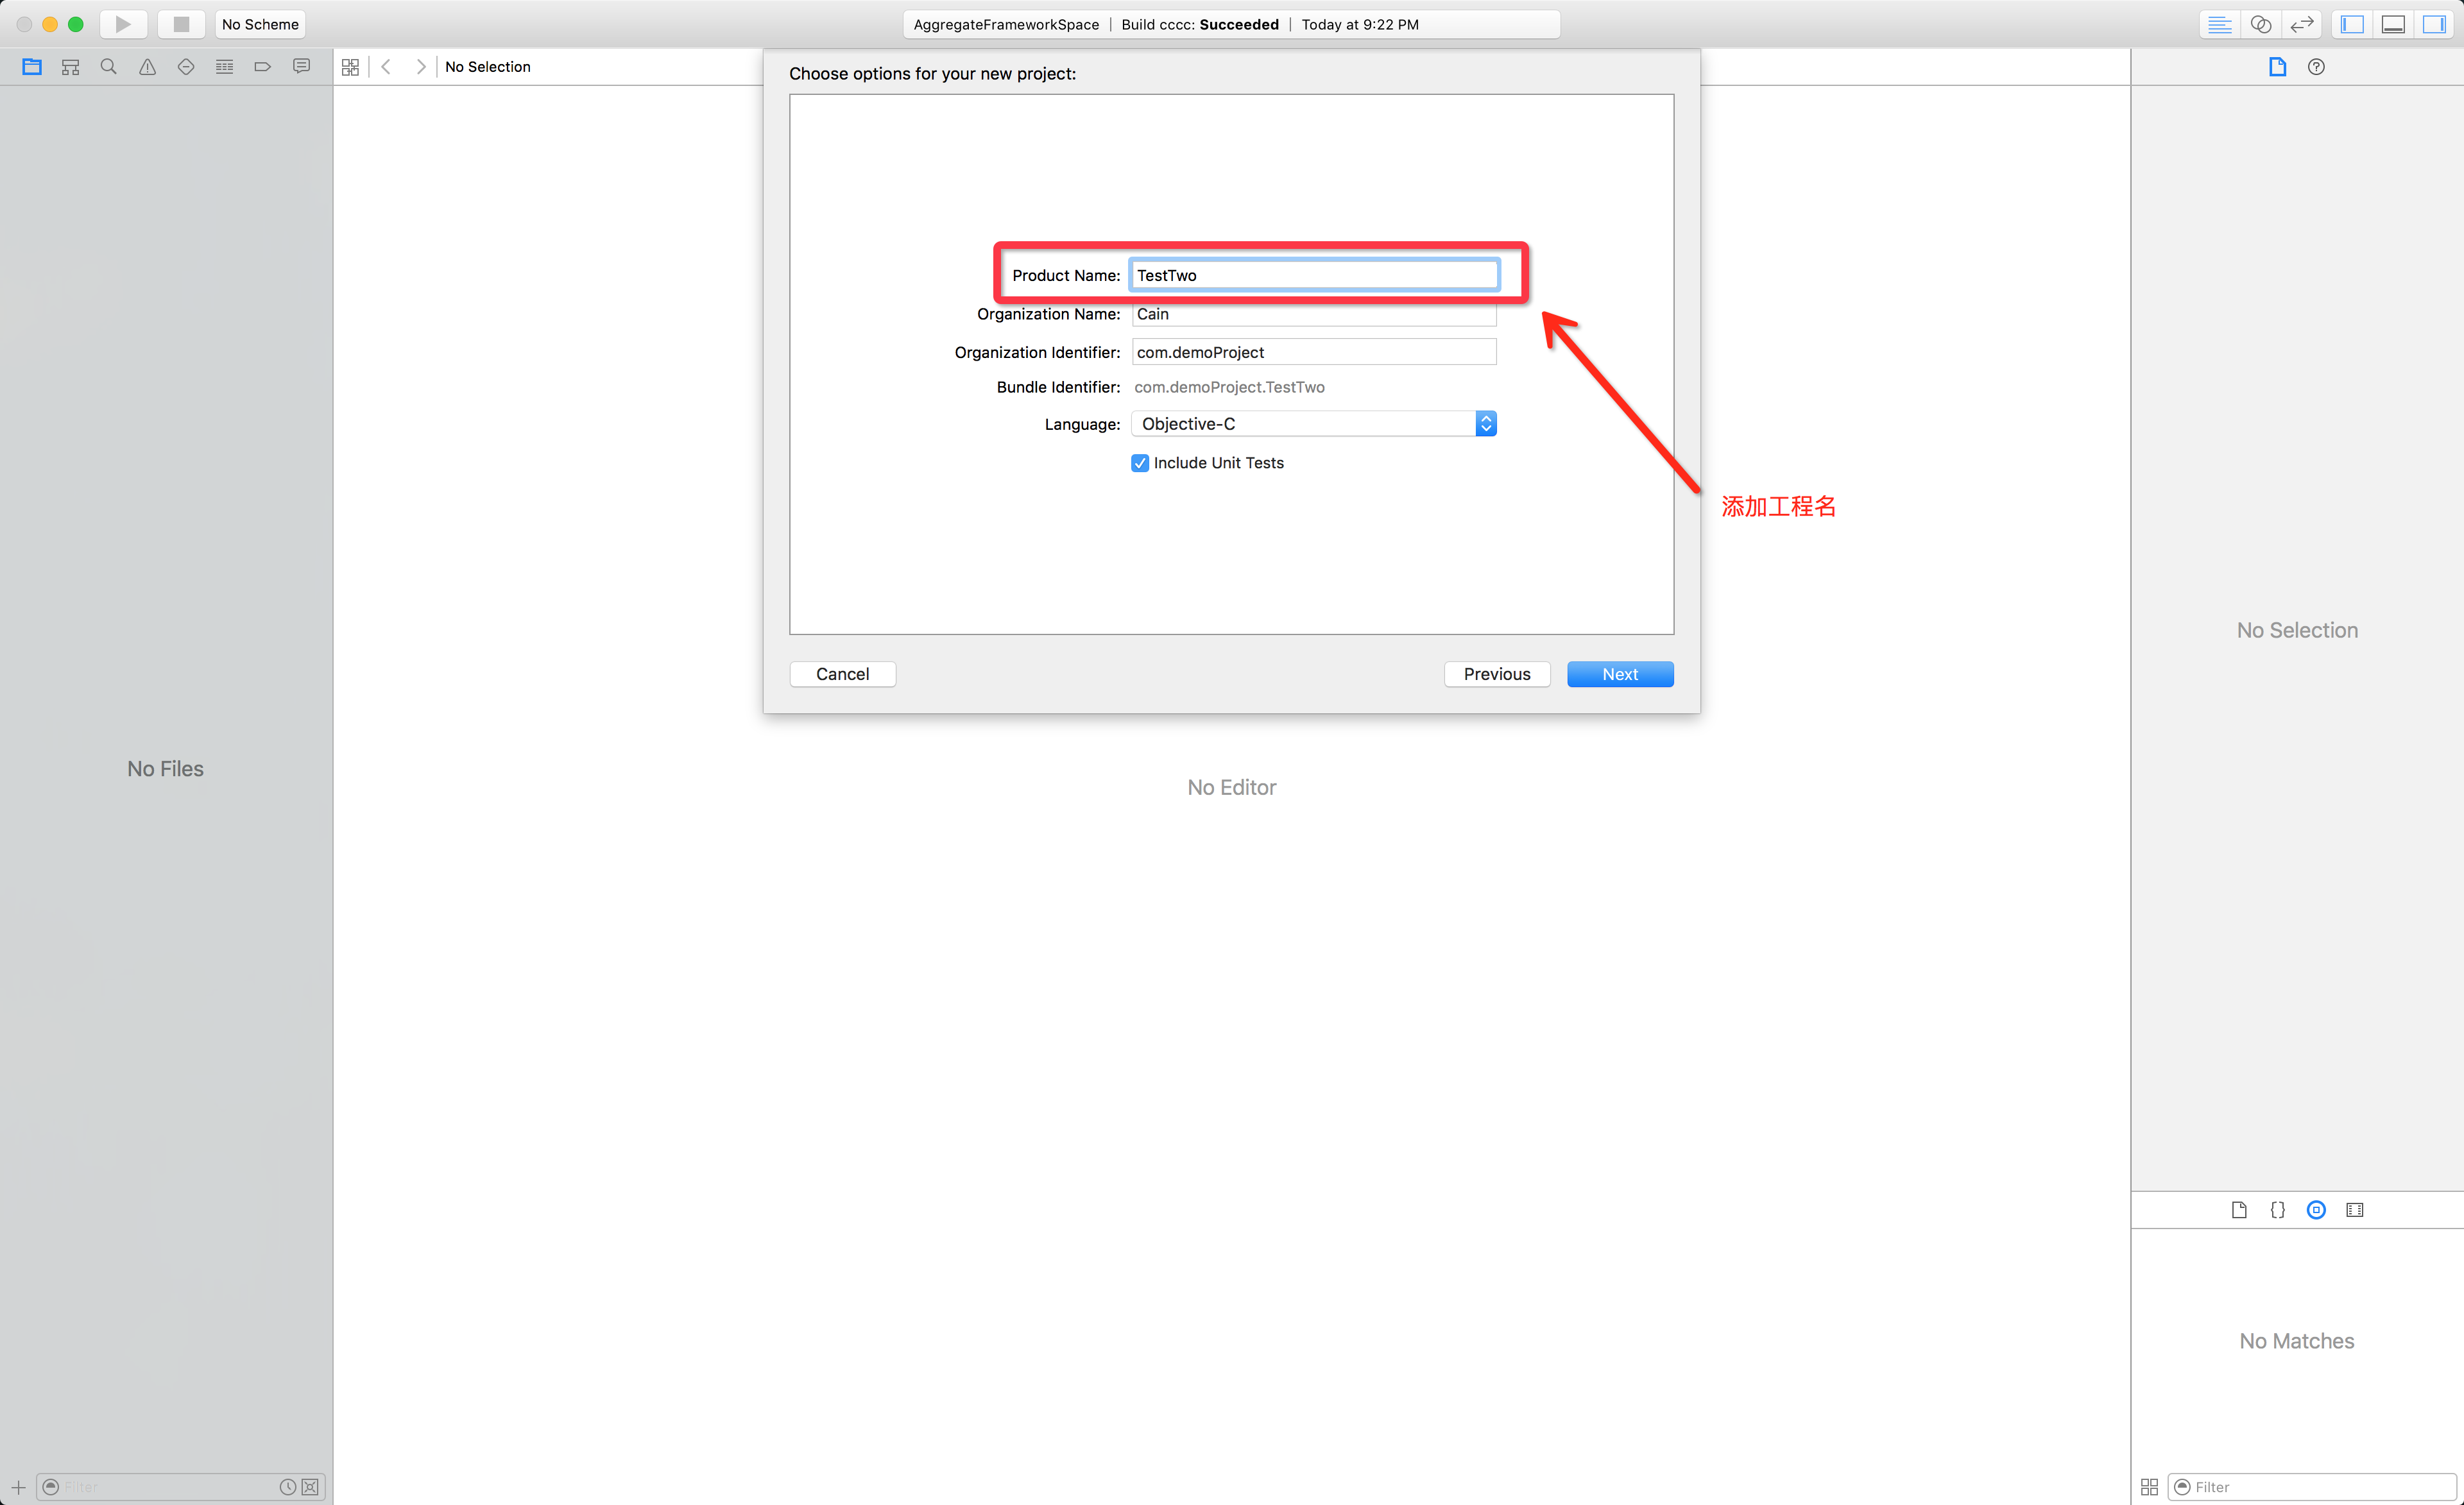 No Scheme
AggregateFrameworkSpace | Build cccc: Succeeded | Today at 9:22 PM
No Selection
Choose options for your new project:
Product Name: TestTwo
Organization Name: Cain
Organization Identifier: com.demoProject
Bundle Identifier: com.demoProject.TestTwo
Language: Objective-C
Include Unit Tests
添加工程名
Cancel
Previous
Next
No Selection
No Files
No Editor
No Matches
Filter
Filter